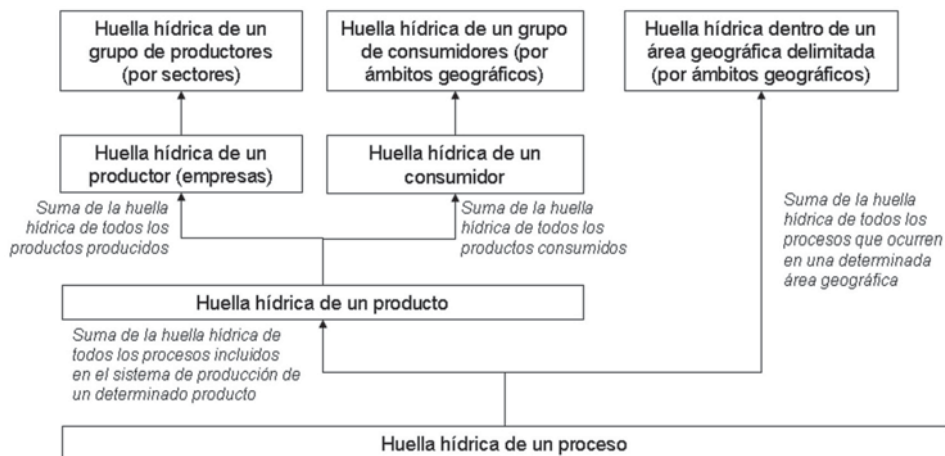 Huella hídrica de un
grupo de productores
(por sectores)
Huella hídrica de un grupo
de consumidores (por
ámbitos geográficos)
Huella hídrica dentro de un
área geográfica delimitada
(por ámbitos geográficos)
Huella hídrica de un
productor (empresas)
Huella hídrica de un
consumidor
Suma de la huella
hídrica de todos los
productos producidos
Suma de la huella
hídrica de todos los
productos consumidos
Suma de la huella
hídrica de todos los
procesos que ocurren
en una determinada
área geográfica
Huella hídrica de un producto
Suma de la huella hídrica de
todos los procesos incluidos
en el sistema de producción de
un determinado producto
Huella hídrica de un proceso